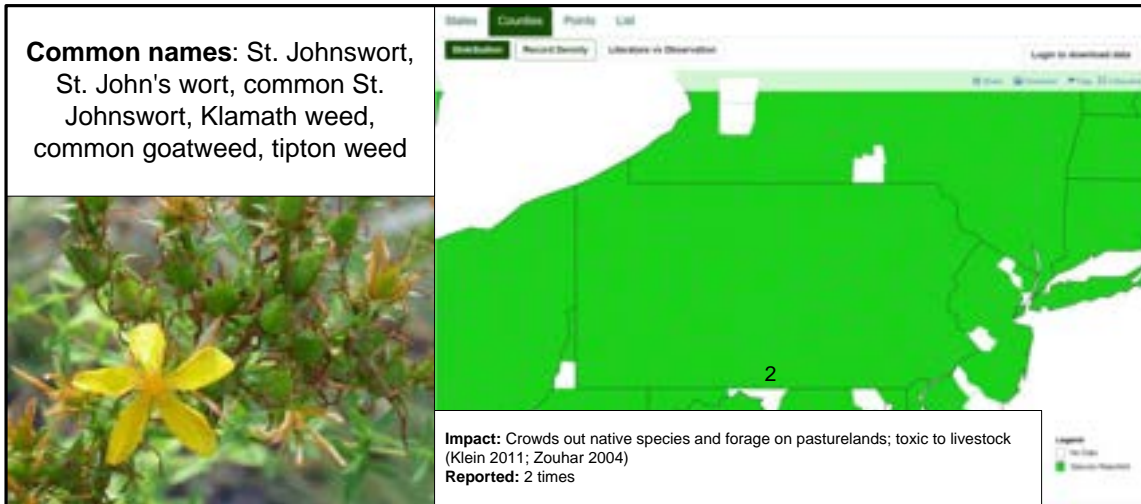 Common names: St. Johnswort,
St. John's wort, common St.
Johnswort, Klamath weed,
common goatweed, tipton weed
States Counties Points List
Distribution Record Density Literature vs Observation
Login to download data
2
Impact: Crowds out native species and forage on pasturelands; toxic to livestock
(Klein 2011; Zouhar 2004)
Reported: 2 times
Legend
No Data
Species Reported